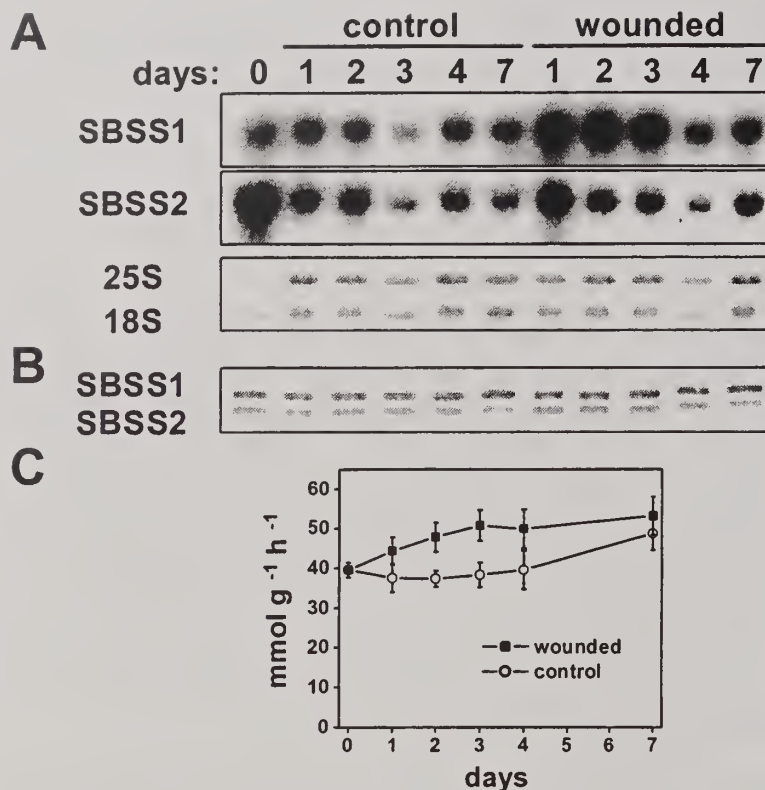 A
control wounded
days: 0 1 2 3 4 7 1 2 3 4 7
SBSS1
SBSS2
25S
18S
B
SBSS1
SBSS2
C
60
50
40
30
20
10
0
mmol g -1 h -1
wounded
control
0 1 2 3 4 5 6 7
days